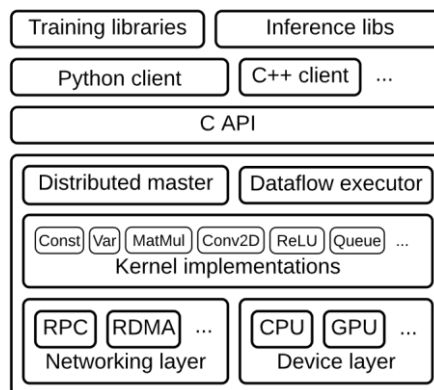 Training libraries Inference libs
Python client C++ client ...
C API
Distributed master Dataflow executor
Const Var MatMul Conv2D ReLU Queue ...
Kernel implementations
RPC RDMA ... CPU GPU ...
Networking layer Device layer